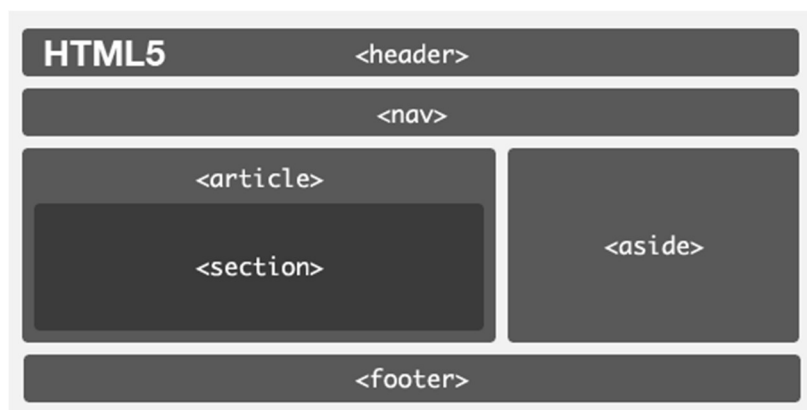 HTML5 <header>
<nav>
<article>
<section>
<aside>
<footer>